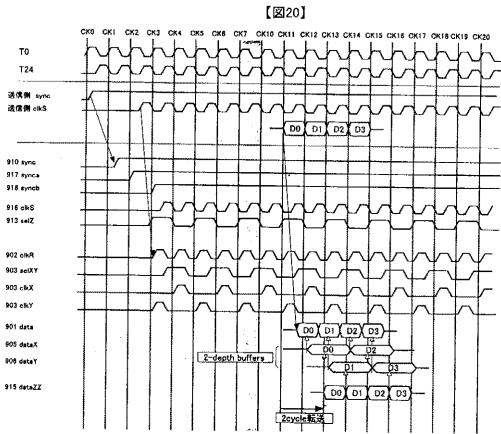 【図20】
CK0 CK1 CK2 CK3 CK4 CK5 CK6 CK7 CK10 CK11 CK12 CK13 CK14 CK15 CK16 CK17 CK18 CK19 CK20
T0
T24
送信側 sync
送信側 clkS
D0 D1 D2 D3
910 sync
917 synca
918 syncb
916 clkS
913 selZ
902 clkR
903 selXY
903 clkX
903 clkY
901 data
D0 D1 D2 D3
905 dataX
D0 D2
2-depth buffers
906 dataY
D1 D3
915 dataZZ
D0 D1 D2 D3
2cycle転送